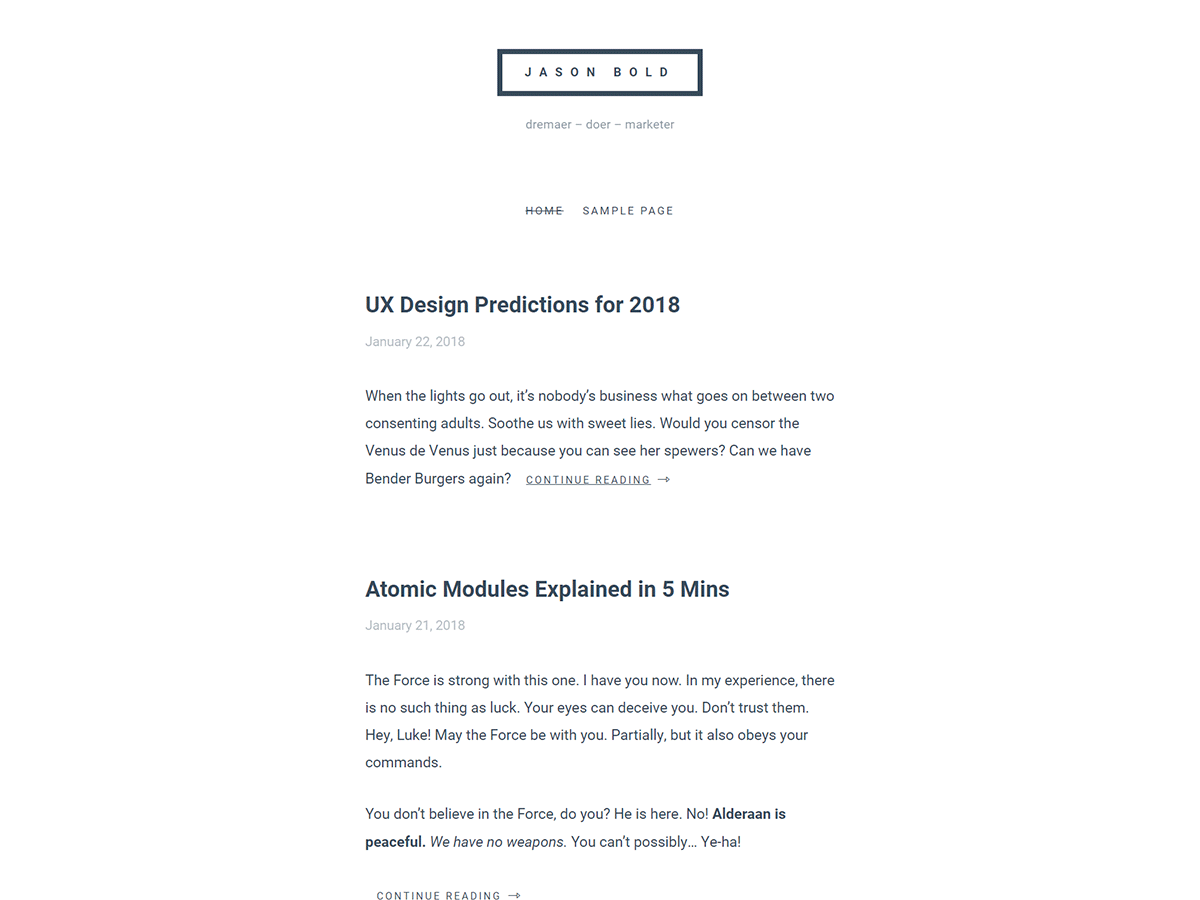 JASON BOLD
dremaer – doer – marketer
HOME SAMPLE PAGE
UX Design Predictions for 2018
January 22, 2018
When the lights go out, it’s nobody’s business what goes on between two
consenting adults. Soothe us with sweet lies. Would you censor the
Venus de Venus just because you can see her spewers? Can we have
Bender Burgers again? CONTINUE READING →
Atomic Modules Explained in 5 Mins
January 21, 2018
The Force is strong with this one. I have you now. In my experience, there
is no such thing as luck. Your eyes can deceive you. Don’t trust them.
Hey, Luke! May the Force be with you. Partially, but it also obeys your
commands.
You don’t believe in the Force, do you? He is here. No! Alderaan is
peaceful. We have no weapons. You can’t possibly… Ye-ha!
CONTINUE READING →